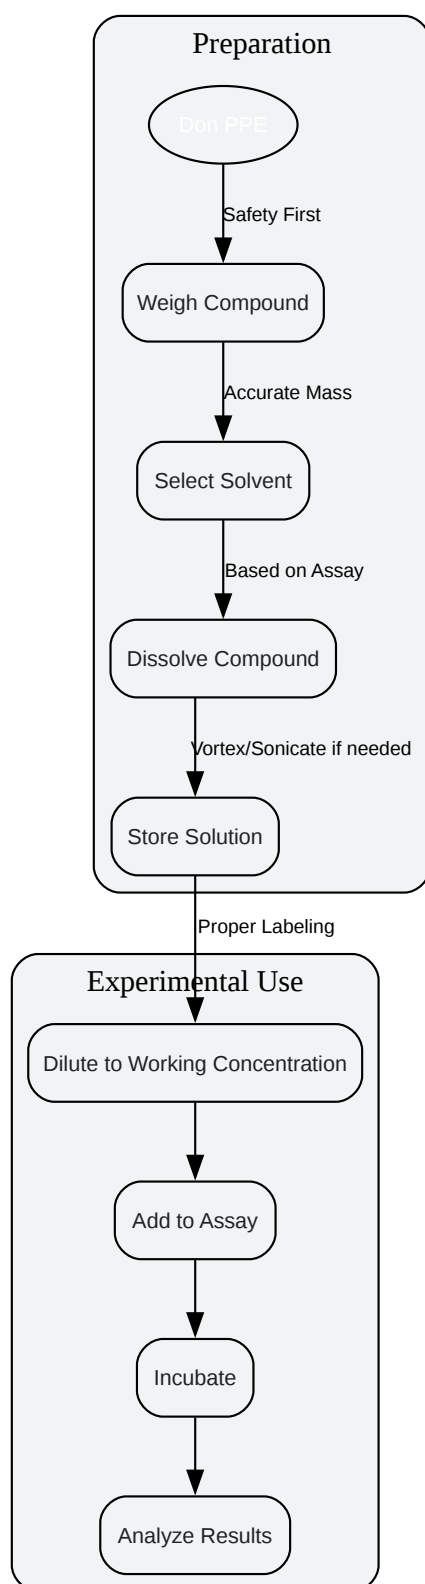 Preparation
Don PPE
Safety First
Weigh Compound
Accurate Mass
Select Solvent
Based on Assay
Dissolve Compound
Vortex/Sonicate if needed
Store Solution
Proper Labeling
Experimental Use
Dilute to Working Concentration
Add to Assay
Incubate
Analyze Results